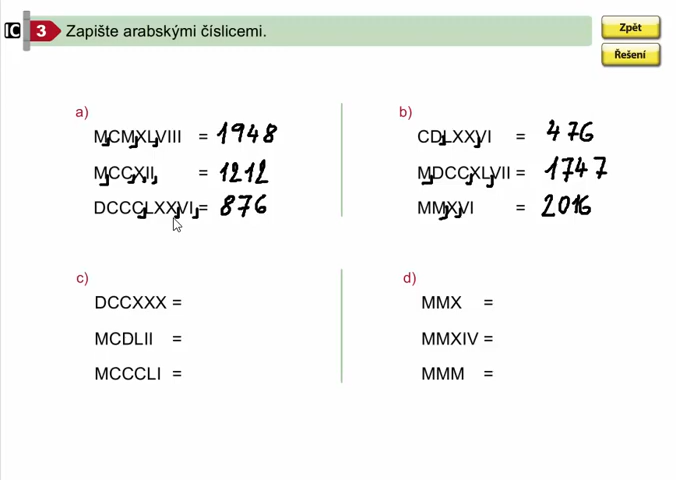 IC 3 Zapište arabskými číslicemi. Zpět
Řešení
a)
MCMXLVIII = 1948
MCCXII = 1212
DCCCLXXVI = 876
b)
CDLXXVI = 476
MDCCXLVII = 1747
MMXVI = 2016
c)
DCCXXX =
MCDLII =
MCCCLI =
d)
MMX =
MMXIV =
MMM =